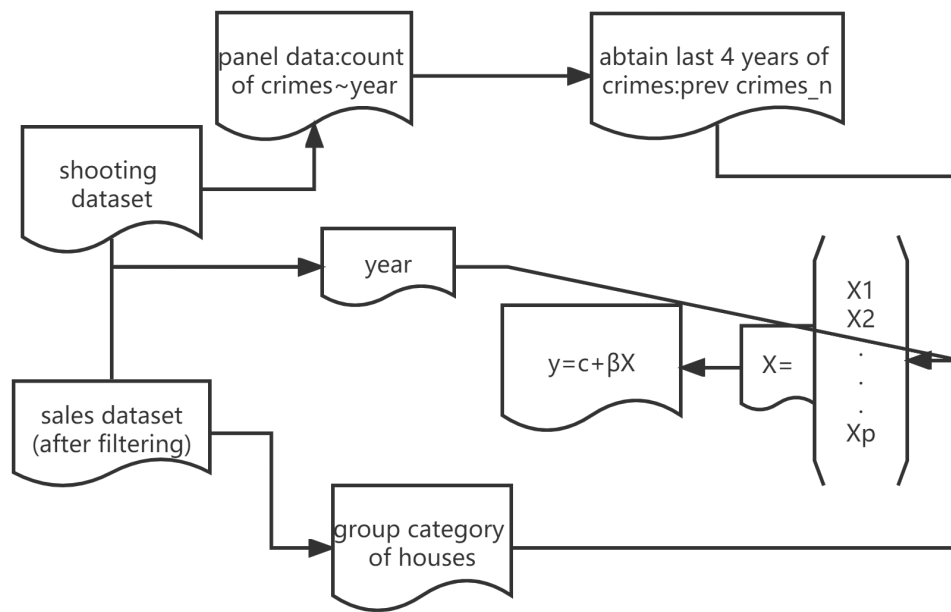 panel data:count
of crimes~year
abtain last 4 years of
crimes:prev crimes_n
shooting
dataset
year
y=c+βX
X=
X1
X2
.
.
.
Xp
sales dataset
(after filtering)
group category
of houses